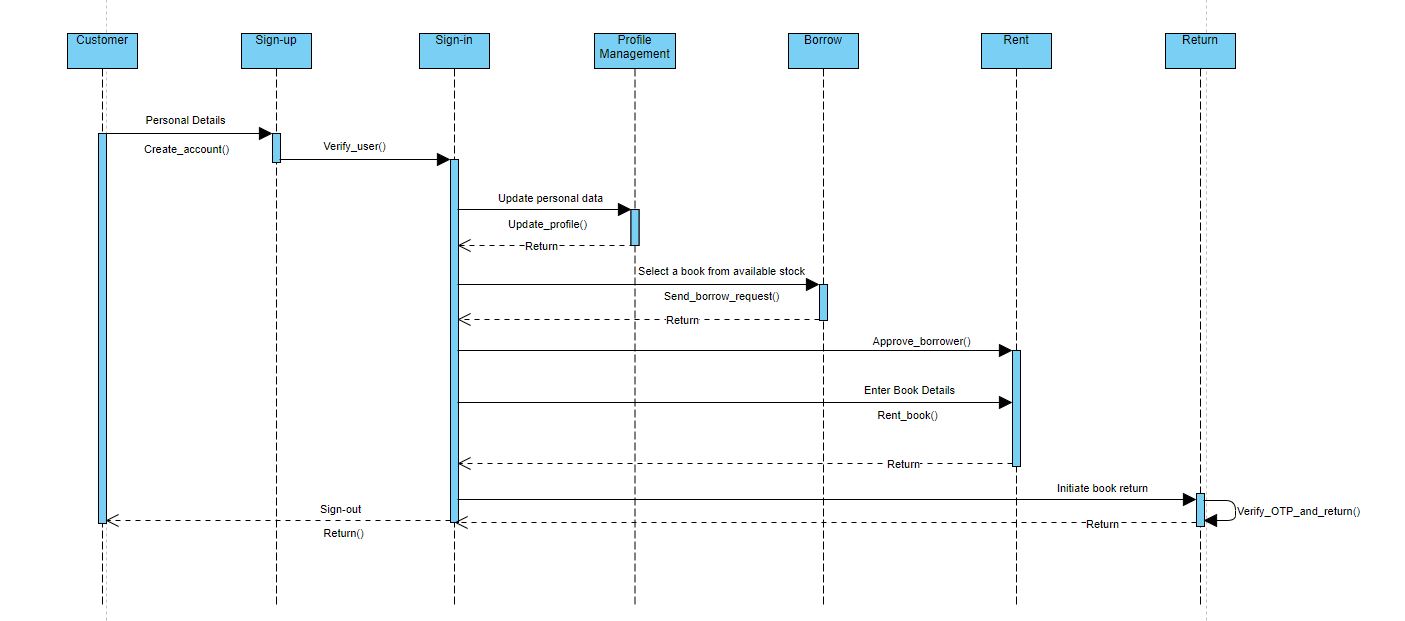 Customer
Sign-up
Sign-in
Profile
Management
Borrow
Rent
Return
Personal Details
Create_account()
Verify_user()
Update personal data
Update_profile()
Return
Select a book from available stock
Send_borrow_request()
Return
Approve_borrower()
Enter Book Details
Rent_book()
Return
Initiate book return
Verify_OTP_and_return()
Sign-out
Return
Return()